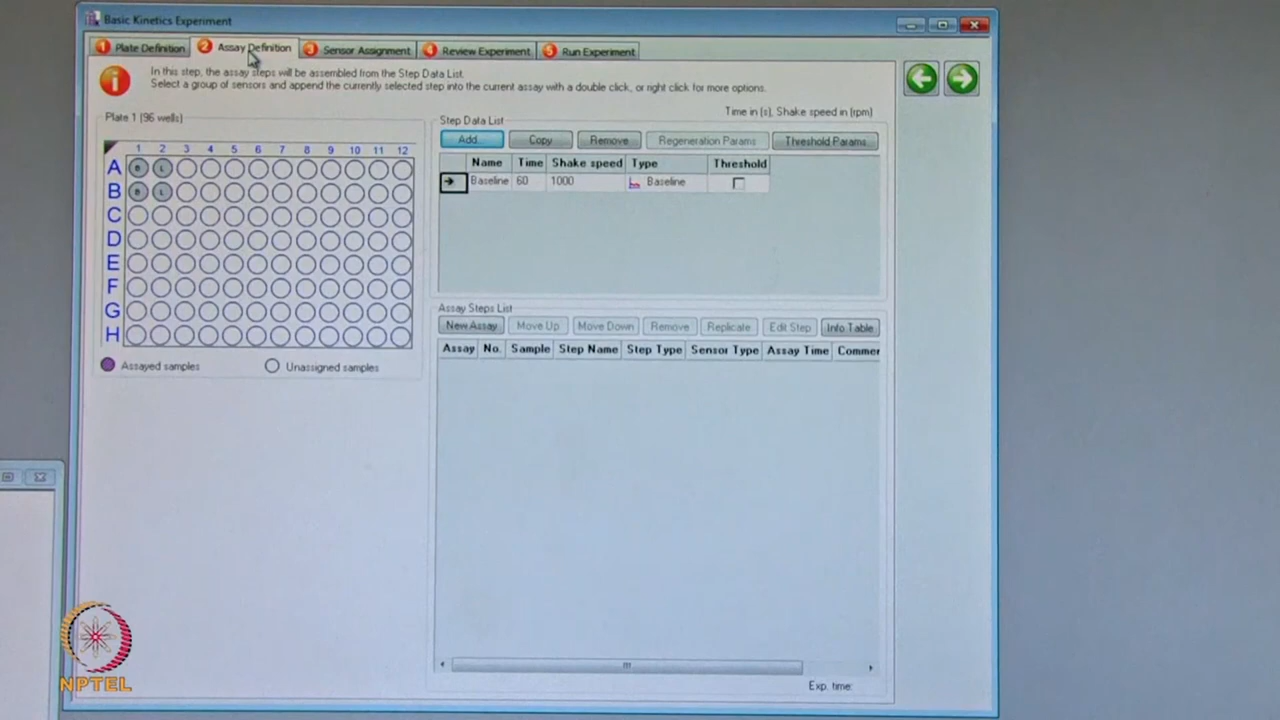 Basic Kinetics Experiment
1 Plate Definition 2 Assay Definition 3 Sensor Assignment 4 Review Experiment 5 Run Experiment
In this step, the assay steps will be assembled from the Step Data List.
Select a group of sensors and append the currently selected step into the current assay with a double click, or right click for more options.
Time in (s), Shake speed in (rpm)
Plate 1 (96 wells)
1 2 3 4 5 6 7 8 9 10 11 12
A B L
B B L
C
D
E
F
G
H
Assayed samples Unassigned samples
Step Data List
Add... Copy Remove Regeneration Params Threshold Params
Name Time Shake speed Type Threshold
Baseline 60 1000 Baseline
Assay Steps List
New Assay Move Up Move Down Remove Replicate Edit Step Info Table
Assay No. Sample Step Name Step Type Sensor Type Assay Time Commer
Exp. time:
NPTEL